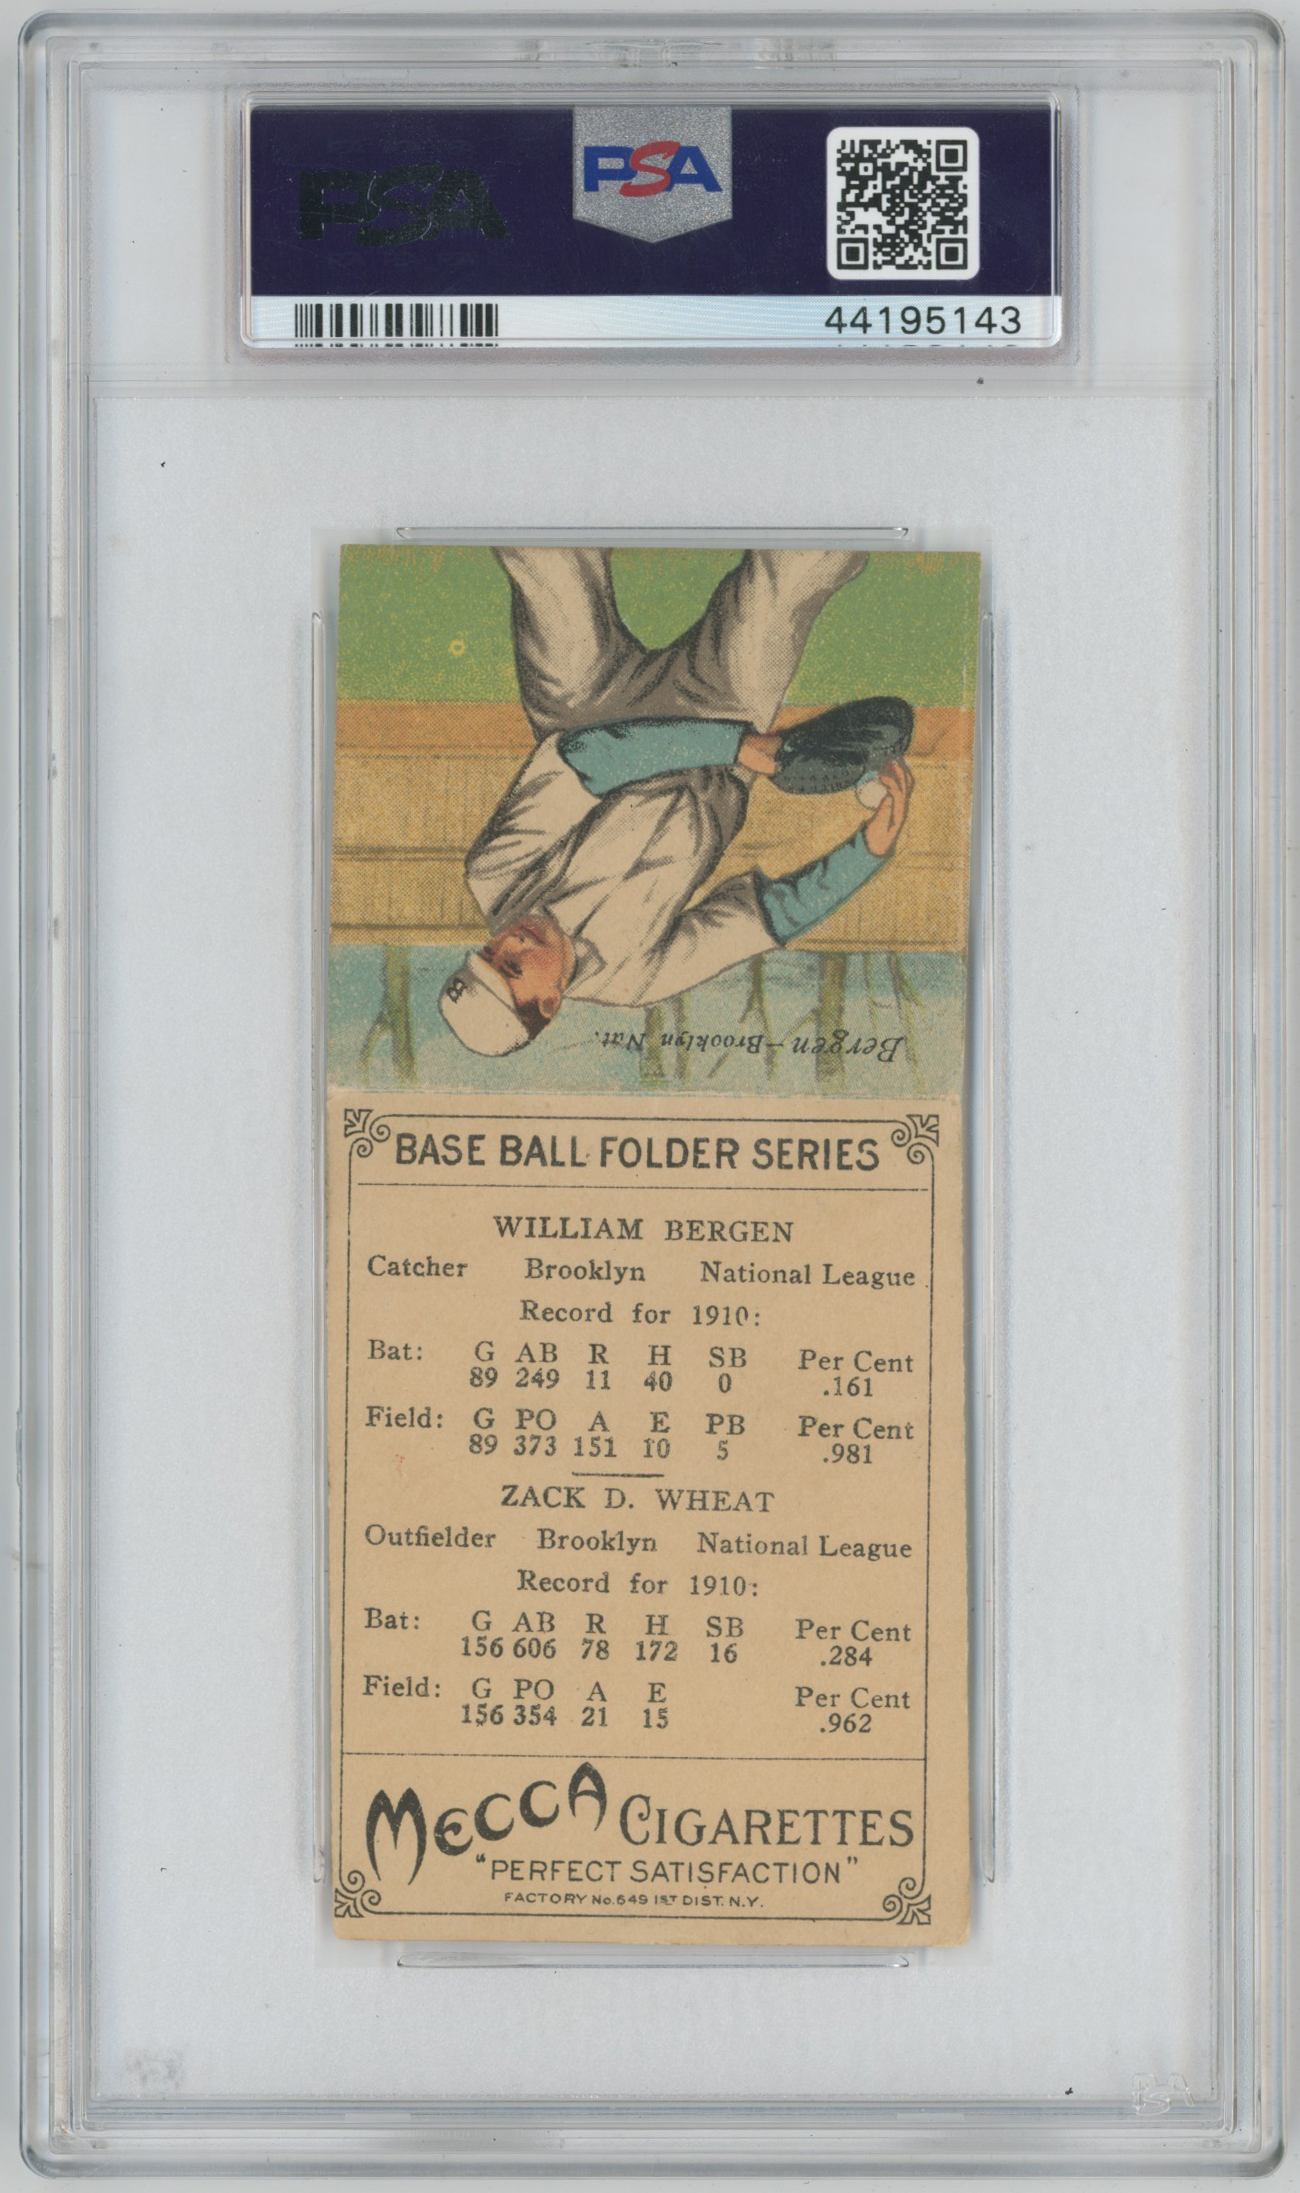 PSA
PSA
44195143
B
Bergen—Brooklyn Nat.
BASE BALL FOLDER SERIES
WILLIAM BERGEN
Catcher Brooklyn National League
Record for 1910:
Bat: G AB R H SB Per Cent
89 249 11 40 0 .161
Field: G PO A E PB Per Cent
89 373 151 10 5 .981
ZACK D. WHEAT
Outfielder Brooklyn National League
Record for 1910:
Bat: G AB R H SB Per Cent
156 606 78 172 16 .284
Field: G PO A E Per Cent
156 354 21 15 .962
MECCA CIGARETTES
"PERFECT SATISFACTION"
FACTORY No. 649 1ST DIST. N.Y.
PSA